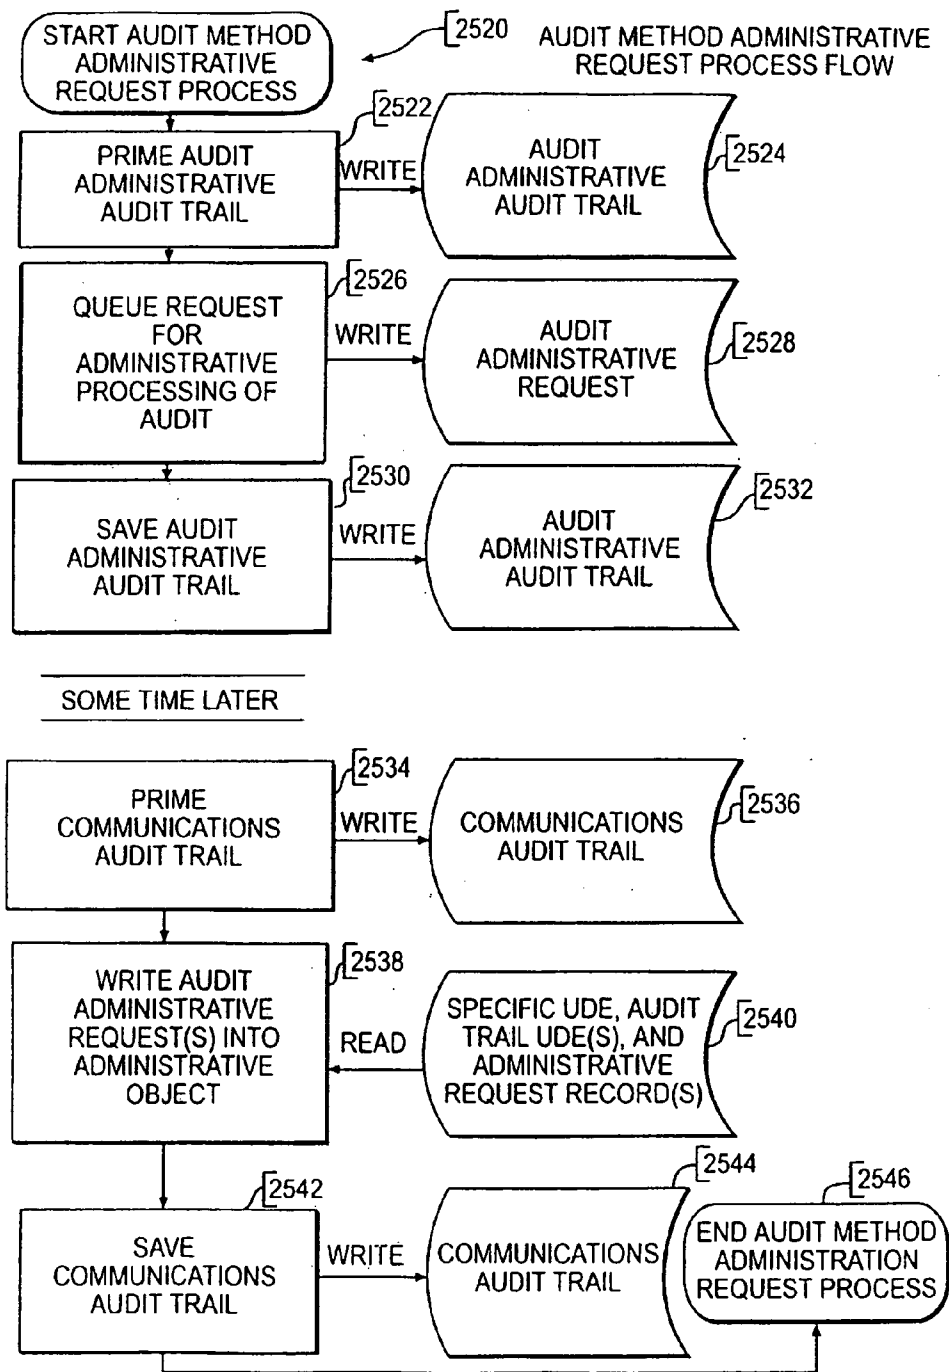 START AUDIT METHOD
ADMINISTRATIVE
REQUEST PROCESS
2520
AUDIT METHOD ADMINISTRATIVE
REQUEST PROCESS FLOW
2522
PRIME AUDIT
ADMINISTRATIVE
AUDIT TRAIL
WRITE
AUDIT
ADMINISTRATIVE
AUDIT TRAIL
2524
2526
QUEUE REQUEST
FOR
ADMINISTRATIVE
PROCESSING OF
AUDIT
WRITE
AUDIT
ADMINISTRATIVE
REQUEST
2528
2530
SAVE AUDIT
ADMINISTRATIVE
AUDIT TRAIL
WRITE
AUDIT
ADMINISTRATIVE
AUDIT TRAIL
2532
SOME TIME LATER
2534
PRIME
COMMUNICATIONS
AUDIT TRAIL
WRITE
COMMUNICATIONS
AUDIT TRAIL
2536
2538
WRITE AUDIT
ADMINISTRATIVE
REQUEST(S) INTO
ADMINISTRATIVE
OBJECT
READ
SPECIFIC UDE, AUDIT
TRAIL UDE(S), AND
ADMINISTRATIVE
REQUEST RECORD(S)
2540
2542
SAVE
COMMUNICATIONS
AUDIT TRAIL
WRITE
2544
COMMUNICATIONS
AUDIT TRAIL
2546
END AUDIT METHOD
ADMINISTRATION
REQUEST PROCESS